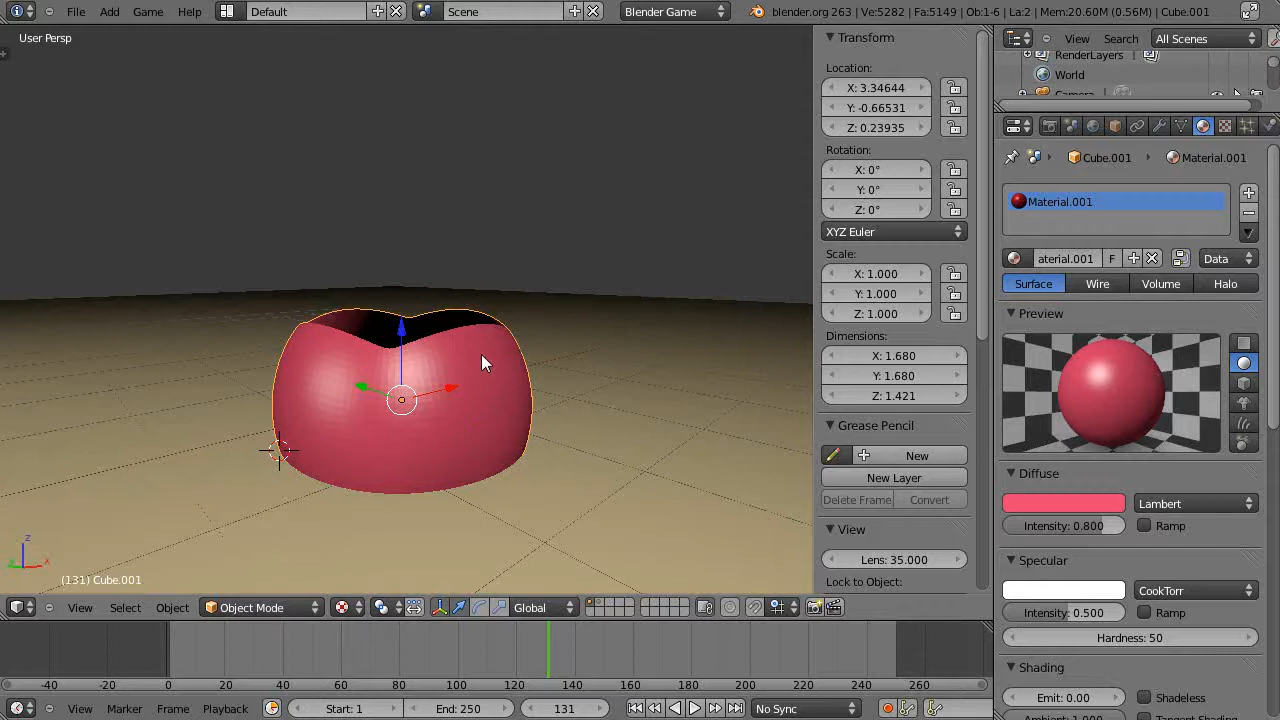 File Add Game Help Default Scene Blender Game blender.org 263 | Ve:5282 | Fa:5149 | Ob:1-6 | La:2 | Mem:20.60M (0.56M) | Cube.001
User Persp
Transform
View Search All Scenes
RenderLayers
World
Camera
Location:
X: 3.34644
Y: -0.66531
Z: 0.23935
Rotation:
X: 0°
Y: 0°
Z: 0°
XYZ Euler
Scale:
X: 1.000
Y: 1.000
Z: 1.000
Dimensions:
X: 1.680
Y: 1.680
Z: 1.421
Grease Pencil
New
New Layer
Delete Frame Convert
View
Lens: 35.000
Lock to Object:
Cube.001 Material.001
Material.001
aterial.001 F Data
Surface Wire Volume Halo
Preview
Diffuse
Lambert
Intensity: 0.800 Ramp
Specular
CookTorr
Intensity: 0.500 Ramp
Hardness: 50
Shading
Emit: 0.00 Shadeless
z
y x
(131) Cube.001
View Select Object Object Mode Global
-40 -20 0 20 40 60 80 100 120 140 160 180 200 220 240 260
View Marker Frame Playback Start: 1 End: 250 131 No Sync